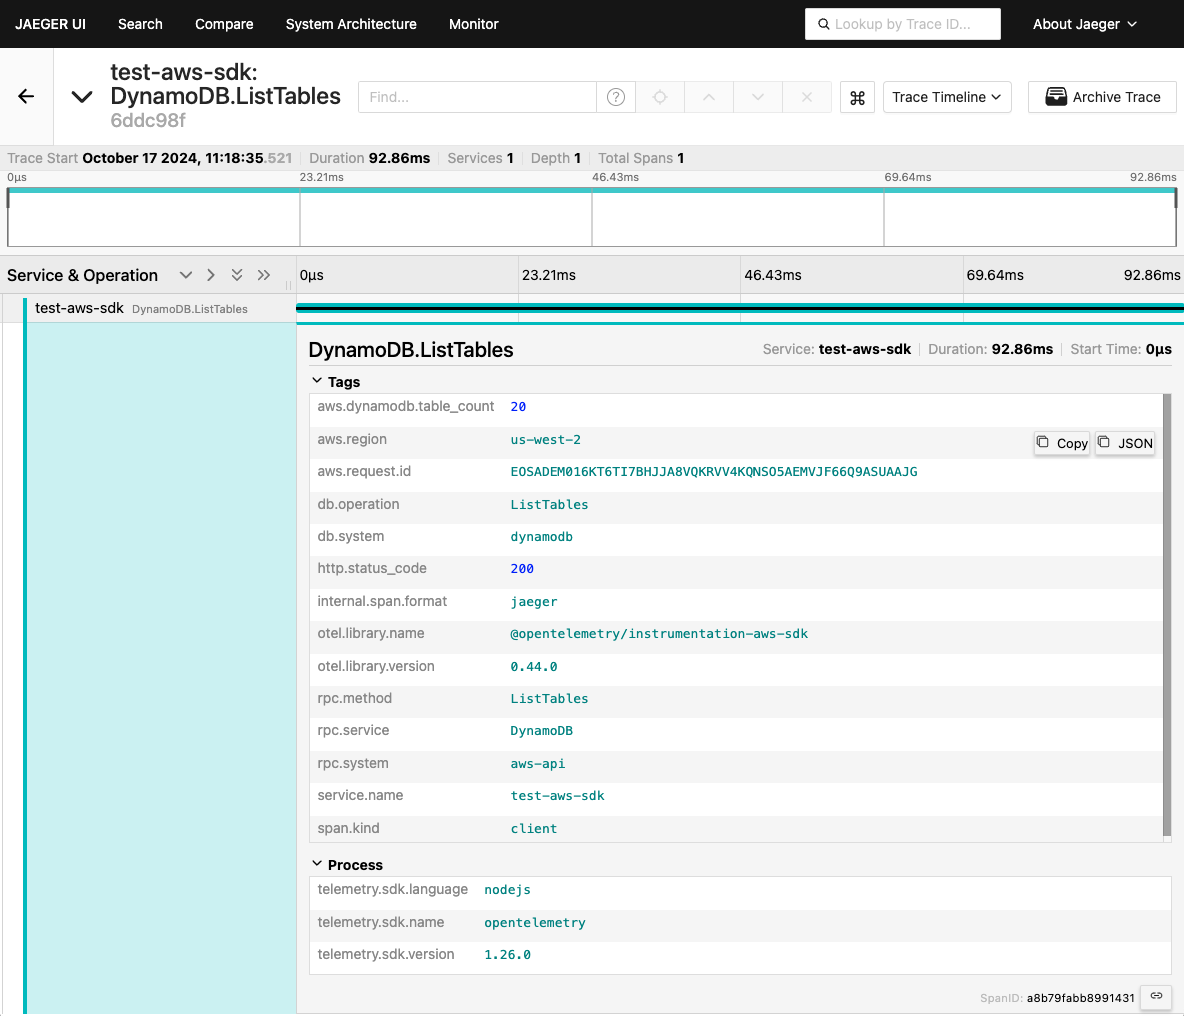 JAEGER UI Search Compare System Architecture Monitor Lookup by Trace ID... About Jaeger
test-aws-sdk:
DynamoDB.ListTables
6ddc98f
Find... Trace Timeline Archive Trace
Trace Start October 17 2024, 11:18:35.521 Duration 92.86ms Services 1 Depth 1 Total Spans 1
0μs 23.21ms 46.43ms 69.64ms 92.86ms
Service & Operation 0μs 23.21ms 46.43ms 69.64ms 92.86ms
test-aws-sdk DynamoDB.ListTables
DynamoDB.ListTables Service: test-aws-sdk Duration: 92.86ms Start Time: 0μs
Tags
aws.dynamodb.table_count 20
aws.region us-west-2 Copy JSON
aws.request.id EOSADEM016KT6TI7BHJJA8VQKRVV4KQNSO5AEMVJF66Q9ASUAAJG
db.operation ListTables
db.system dynamodb
http.status_code 200
internal.span.format jaeger
otel.library.name @opentelemetry/instrumentation-aws-sdk
otel.library.version 0.44.0
rpc.method ListTables
rpc.service DynamoDB
rpc.system aws-api
service.name test-aws-sdk
span.kind client
Process
telemetry.sdk.language nodejs
telemetry.sdk.name opentelemetry
telemetry.sdk.version 1.26.0
SpanID: a8b79fabb8991431